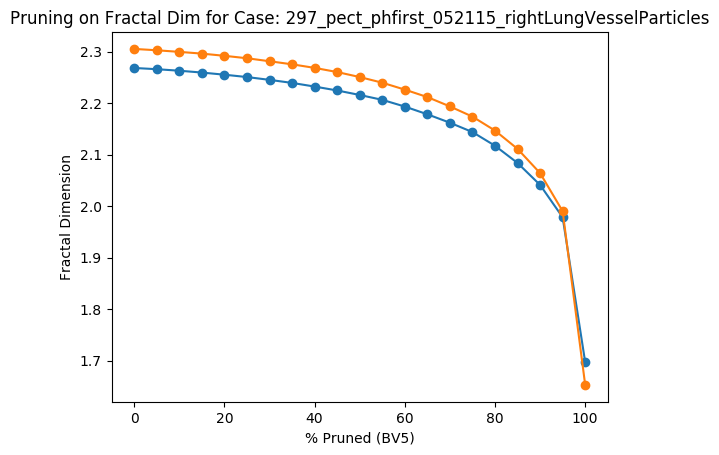 Pruning on Fractal Dim for Case: 297_pect_phfirst_052115_rightLungVesselParticles
Fractal Dimension
2.3
2.2
2.1
2.0
1.9
1.8
1.7
0 20 40 60 80 100
% Pruned (BV5)